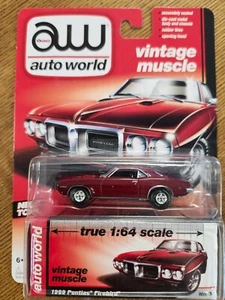 aw
auto world
vintage
muscle
assembly sealed
die-cast metal
body and chassis
rubber tires
opening hood
true 1:64 scale
auto world
vintage
muscle
1969 Pontiac Firebird